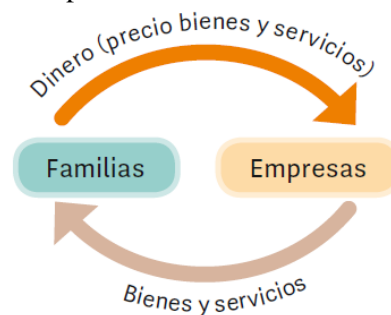 Dinero (precio bienes y servicios)
Familias
Empresas
Bienes y servicios